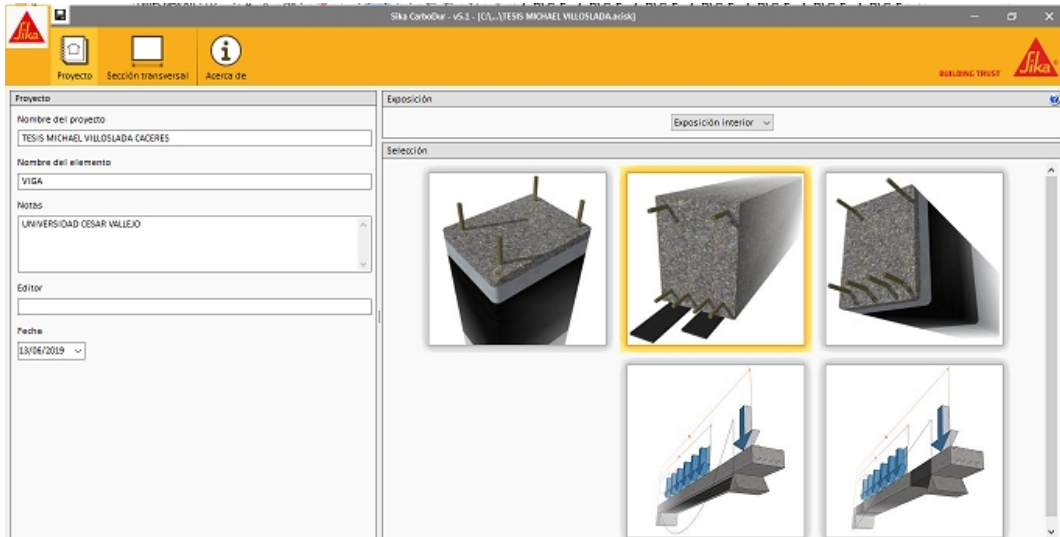 Sika
Sika CarboDur - v5.1 - [C:\...\TESIS MICHAEL VILLOSLADA.acisk]
Proyecto
Sección transversal
Acerca de
BUILDING TRUST
Sika
Proyecto
Nombre del proyecto
TESIS MICHAEL VILLOSLADA CACERES
Nombre del elemento
VIGA
Notas
UNIVERSIDAD CESAR VALLEJO
Editor
Fecha
13/06/2019
Exposición
Exposición interior
Selección